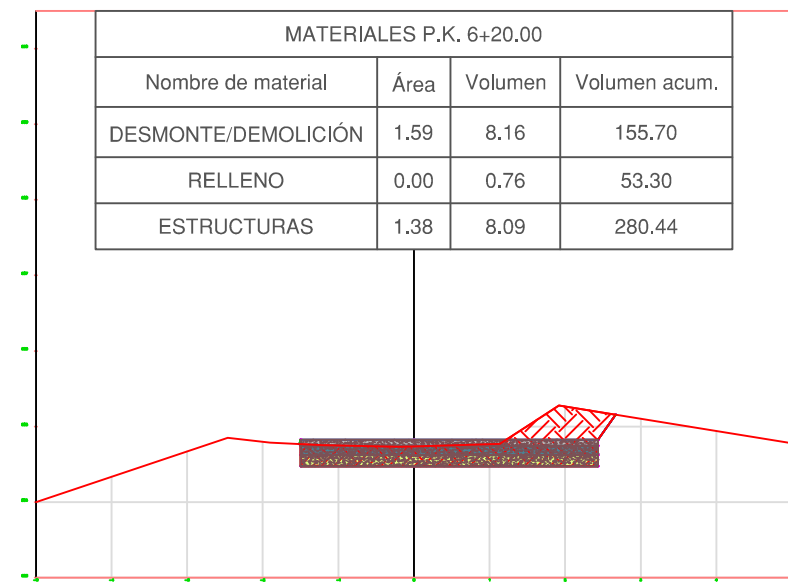 MATERIALES P.K. 6+20.00
Nombre de material Área Volumen Volumen acum.
DESMONTE/DEMOLICIÓN 1.59 8.16 155.70
RELLENO 0.00 0.76 53.30
ESTRUCTURAS 1.38 8.09 280.44